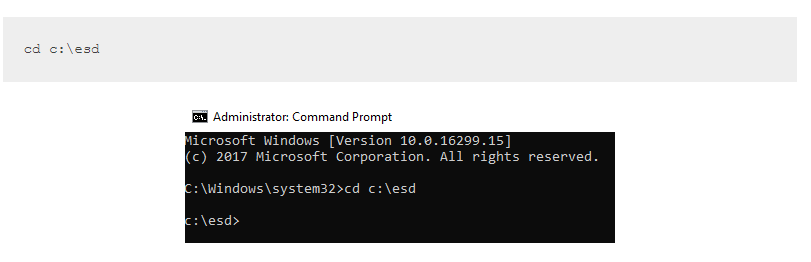 cd c:\esd
Administrator: Command Prompt
Microsoft Windows [Version 10.0.16299.15]
(c) 2017 Microsoft Corporation. All rights reserved.
C:\Windows\system32>cd c:\esd
c:\esd>